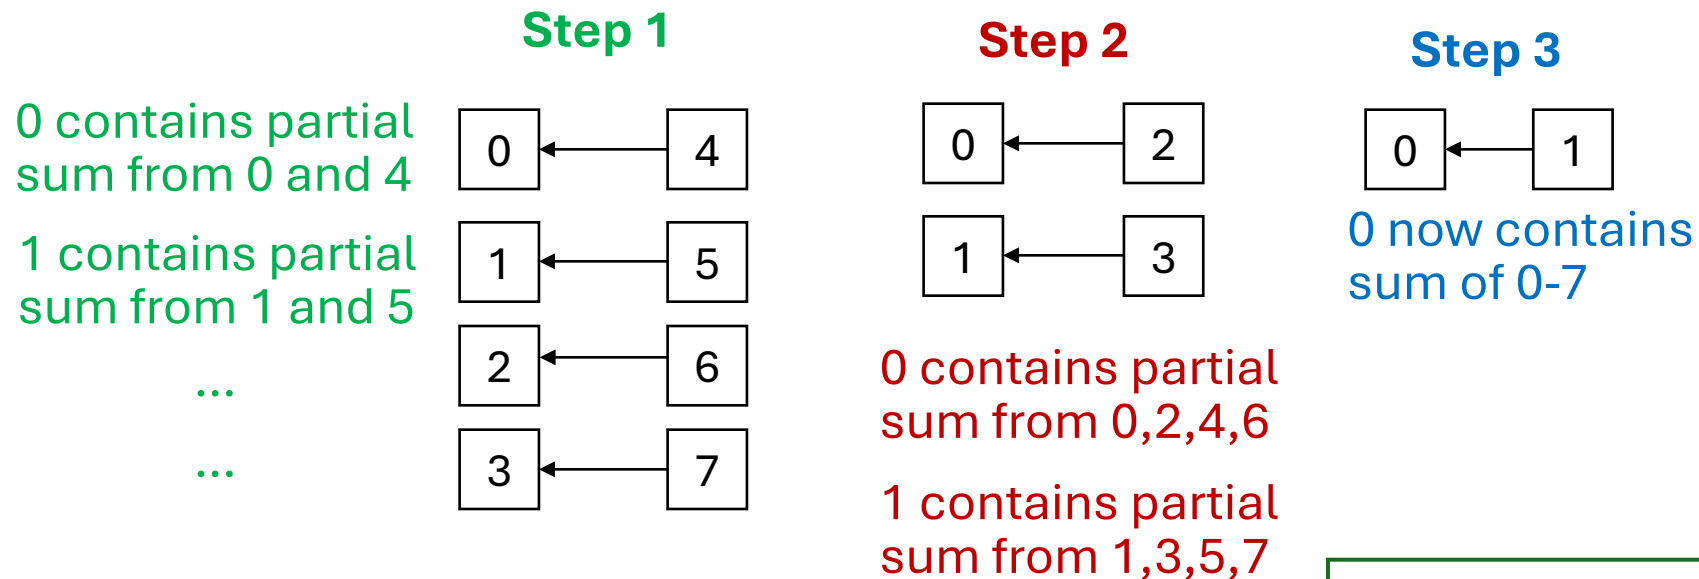 Step 1
0 contains partial
sum from 0 and 4
1 contains partial
sum from 1 and 5
...
...
0 4
1 5
2 6
3 7
Step 2
0 2
1 3
0 contains partial
sum from 0,2,4,6
1 contains partial
sum from 1,3,5,7
Step 3
0 1
0 now contains
sum of 0-7